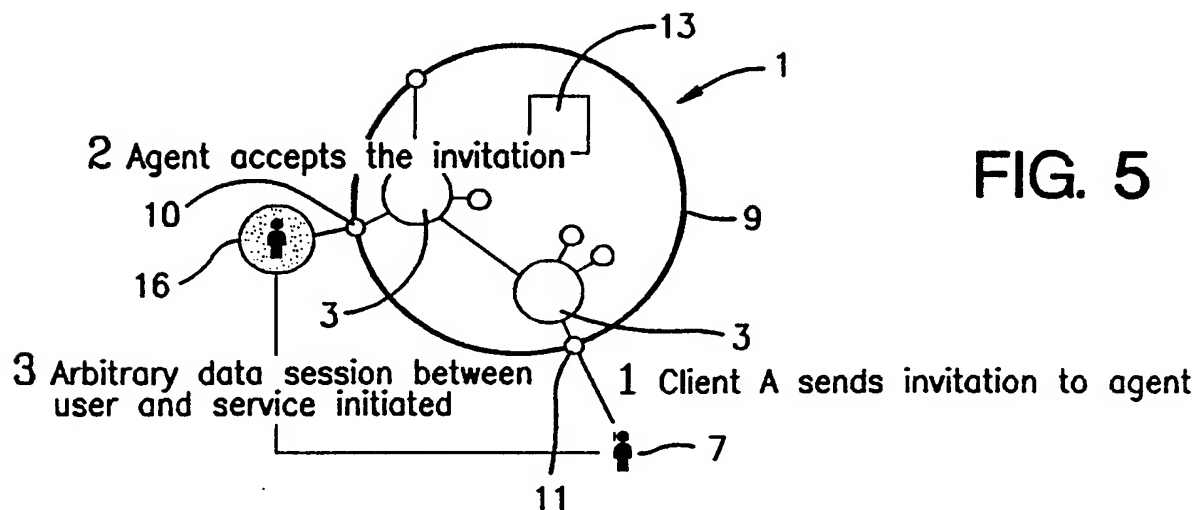 13
1
2 Agent accepts the invitation
FIG. 5
10
9
16
3
3
3 Arbitrary data session between
user and service initiated
1 Client A sends invitation to agent
7
11